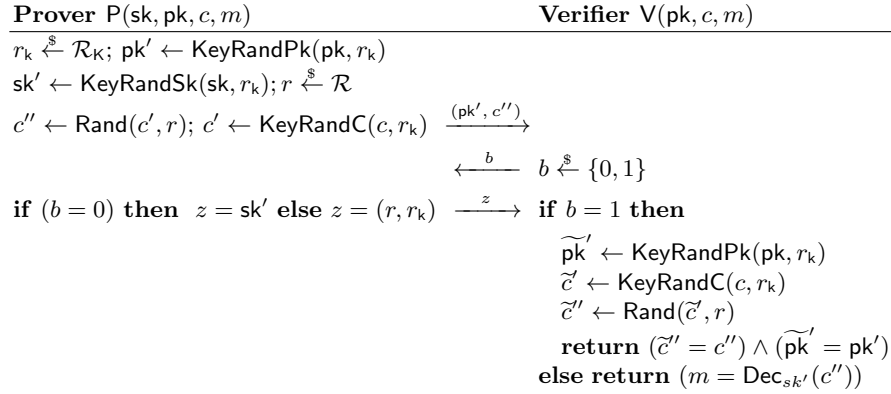 Prover P(sk, pk, c, m) Verifier V(pk, c, m)
r_k ←$ R_K; pk′ ← KeyRandPk(pk, r_k)
sk′ ← KeyRandSk(sk, r_k); r ←$ R
c″ ← Rand(c′, r); c′ ← KeyRandC(c, r_k) (pk′, c″) ⟶
⟵ b b ←$ {0, 1}
if (b = 0) then z = sk′ else z = (r, r_k) z ⟶ if b = 1 then
p͠k′ ← KeyRandPk(pk, r_k)
c̃′ ← KeyRandC(c, r_k)
c̃″ ← Rand(c̃′, r)
return (c̃″ = c″) ∧ (p͠k′ = pk′)
else return (m = Dec_sk′(c″))